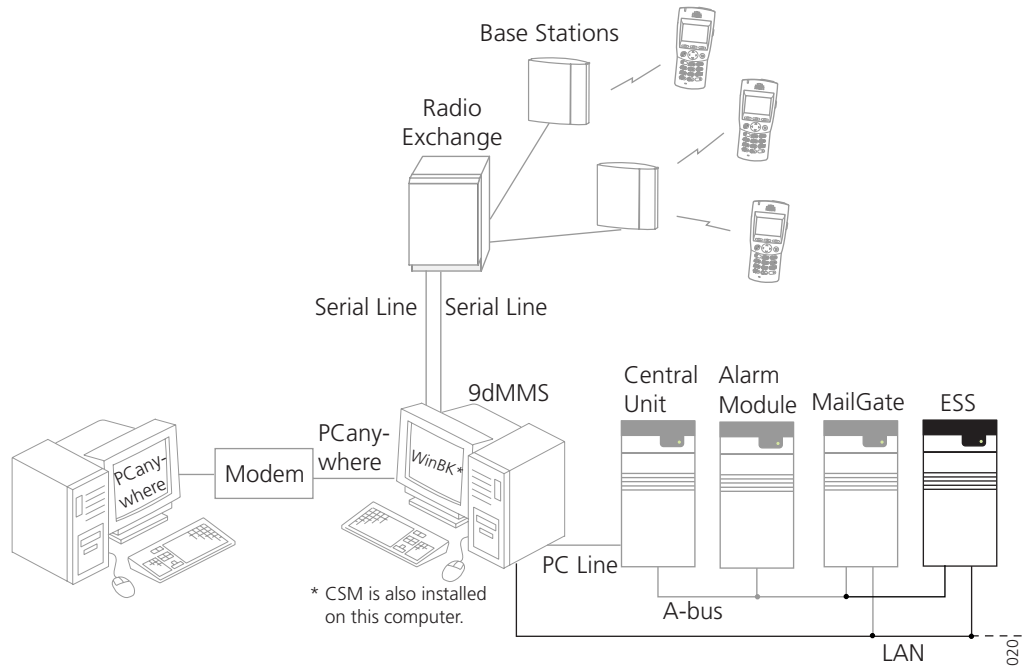 Base Stations
Radio
Exchange
Serial Line
Serial Line
9dMMS
Central
Unit
Alarm
Module
MailGate
ESS
PCany-
where
Modem
PCany-
where
WinBK*
PC Line
* CSM is also installed
on this computer.
A-bus
LAN
020